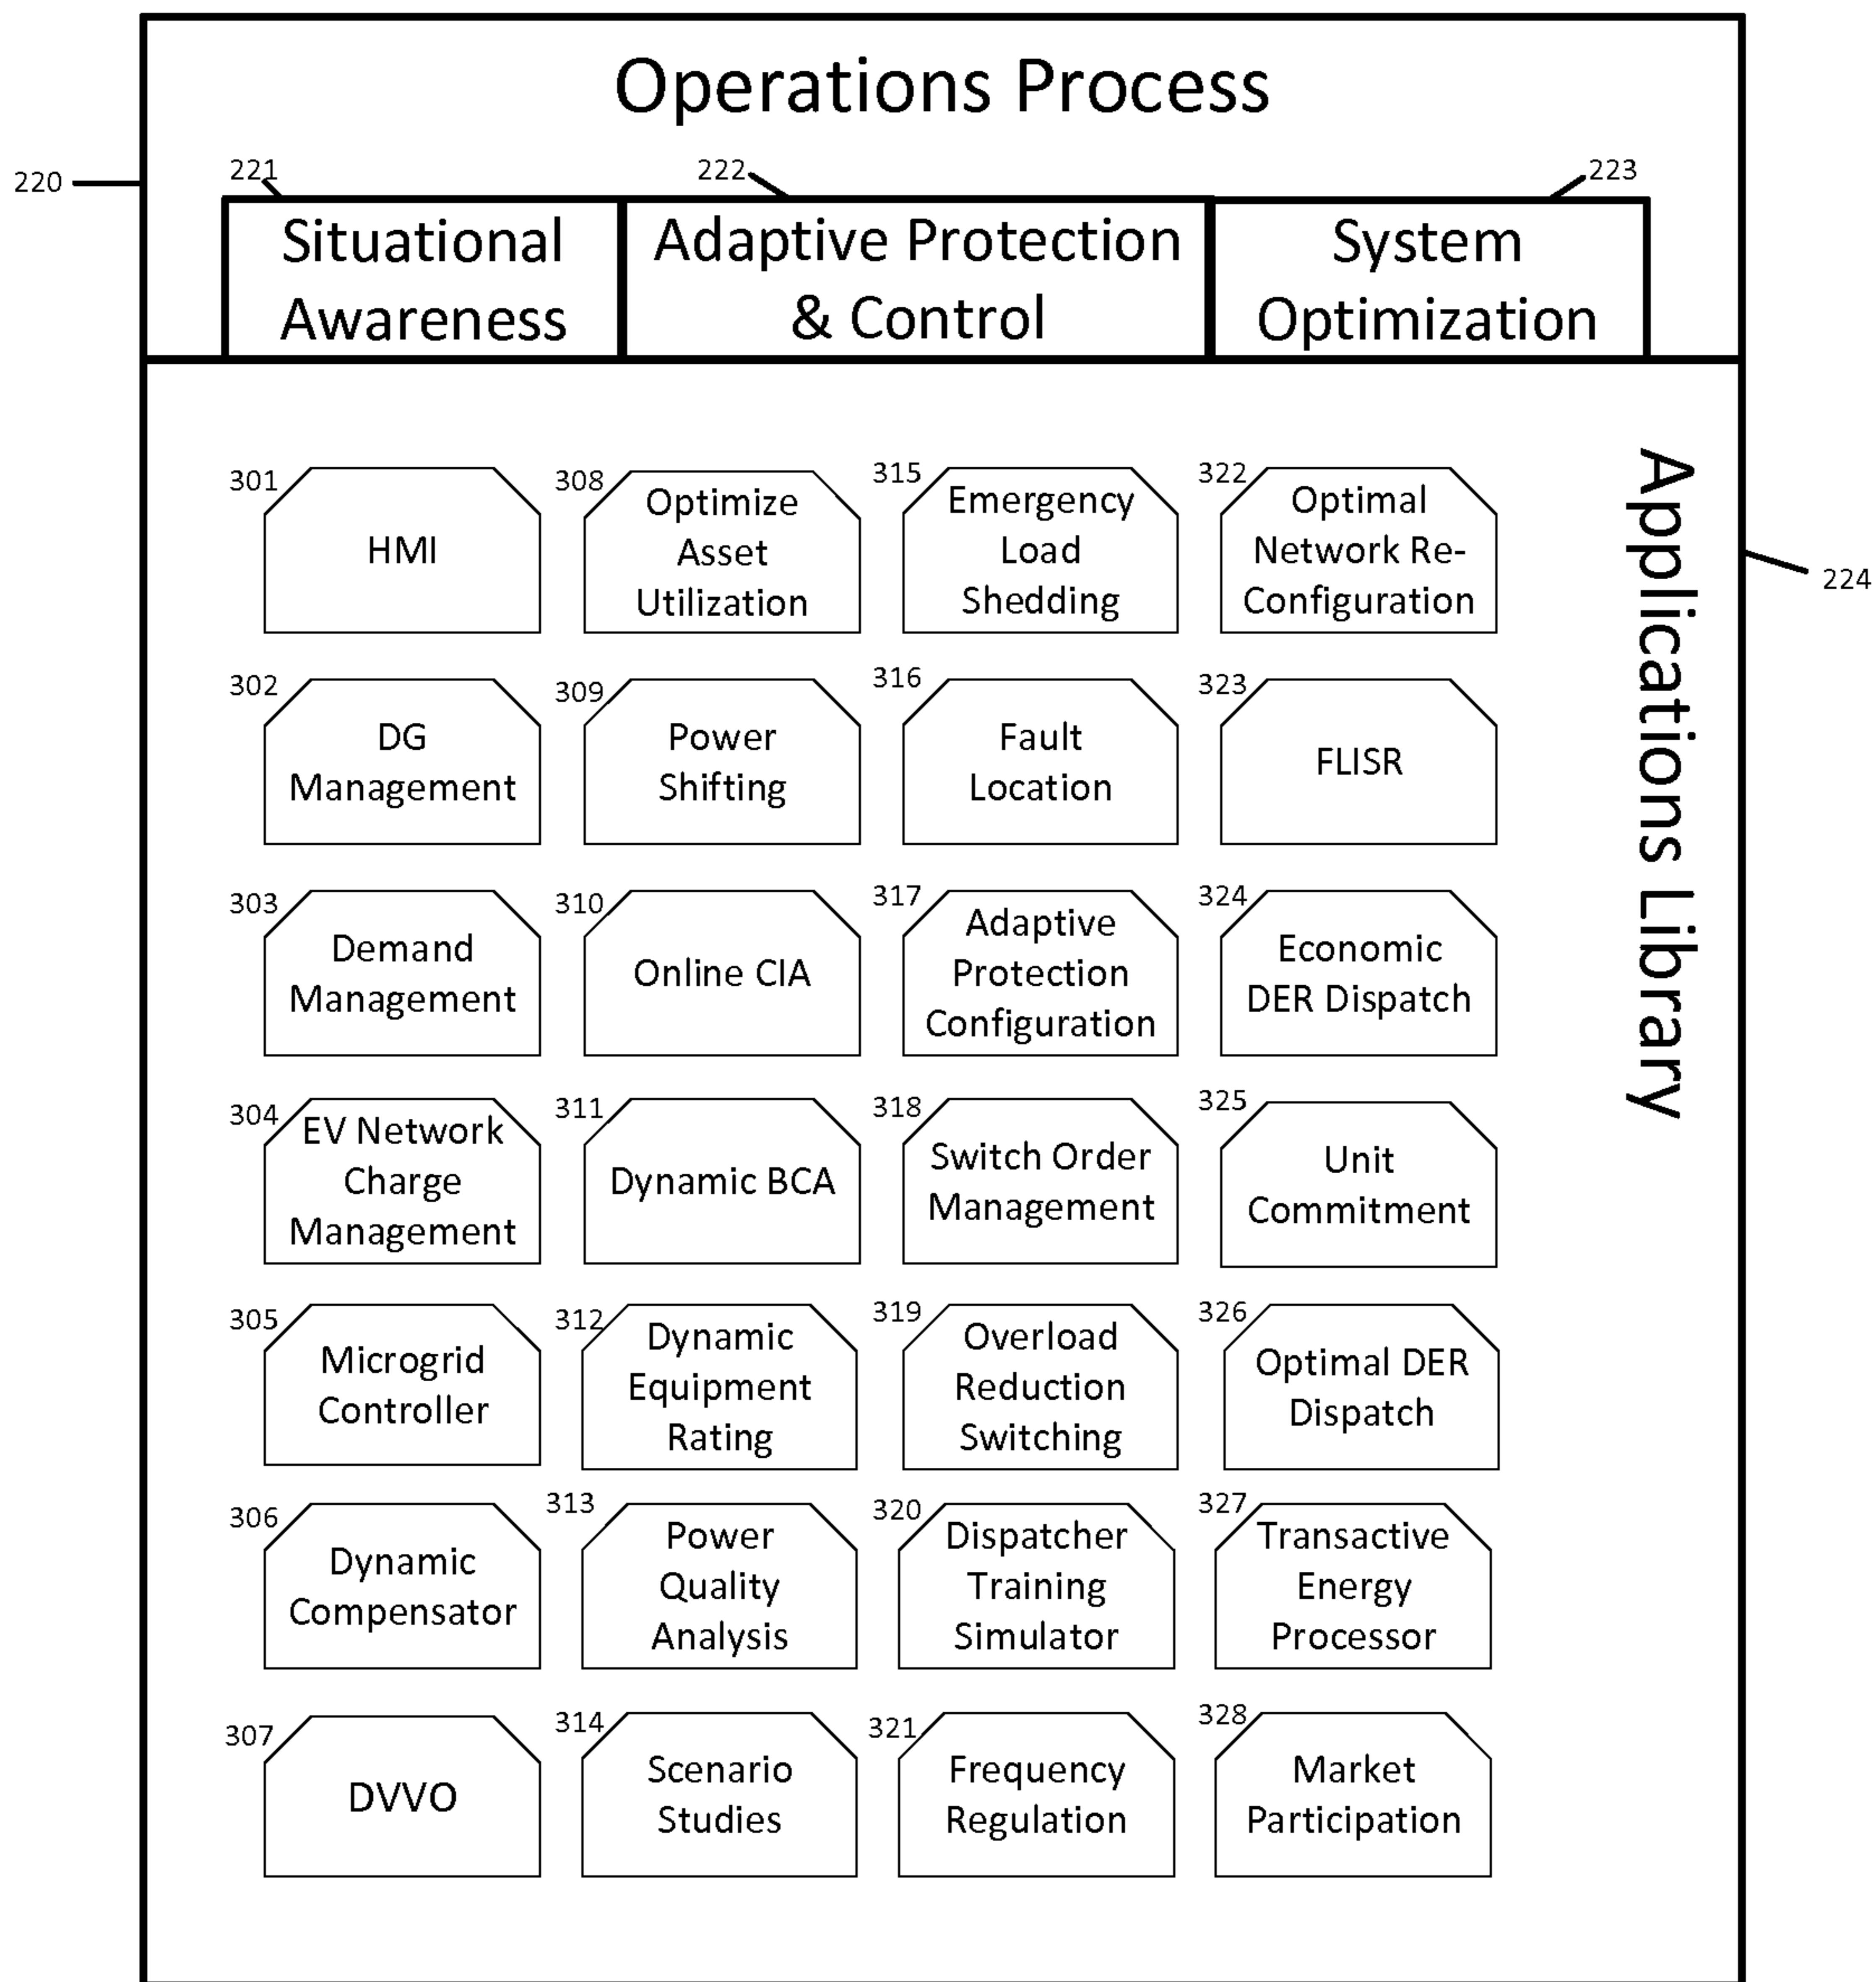 Operations Process
220
221
222
223
Situational
Awareness
Adaptive Protection
& Control
System
Optimization
Applications Library
224
301
HMI
308
Optimize
Asset
Utilization
315
Emergency
Load
Shedding
322
Optimal
Network Re-
Configuration
302
DG
Management
309
Power
Shifting
316
Fault
Location
323
FLISR
303
Demand
Management
310
Online CIA
317
Adaptive
Protection
Configuration
324
Economic
DER Dispatch
304
EV Network
Charge
Management
311
Dynamic BCA
318
Switch Order
Management
325
Unit
Commitment
305
Microgrid
Controller
312
Dynamic
Equipment
Rating
319
Overload
Reduction
Switching
326
Optimal DER
Dispatch
306
Dynamic
Compensator
313
Power
Quality
Analysis
320
Dispatcher
Training
Simulator
327
Transactive
Energy
Processor
307
DVVO
314
Scenario
Studies
321
Frequency
Regulation
328
Market
Participation